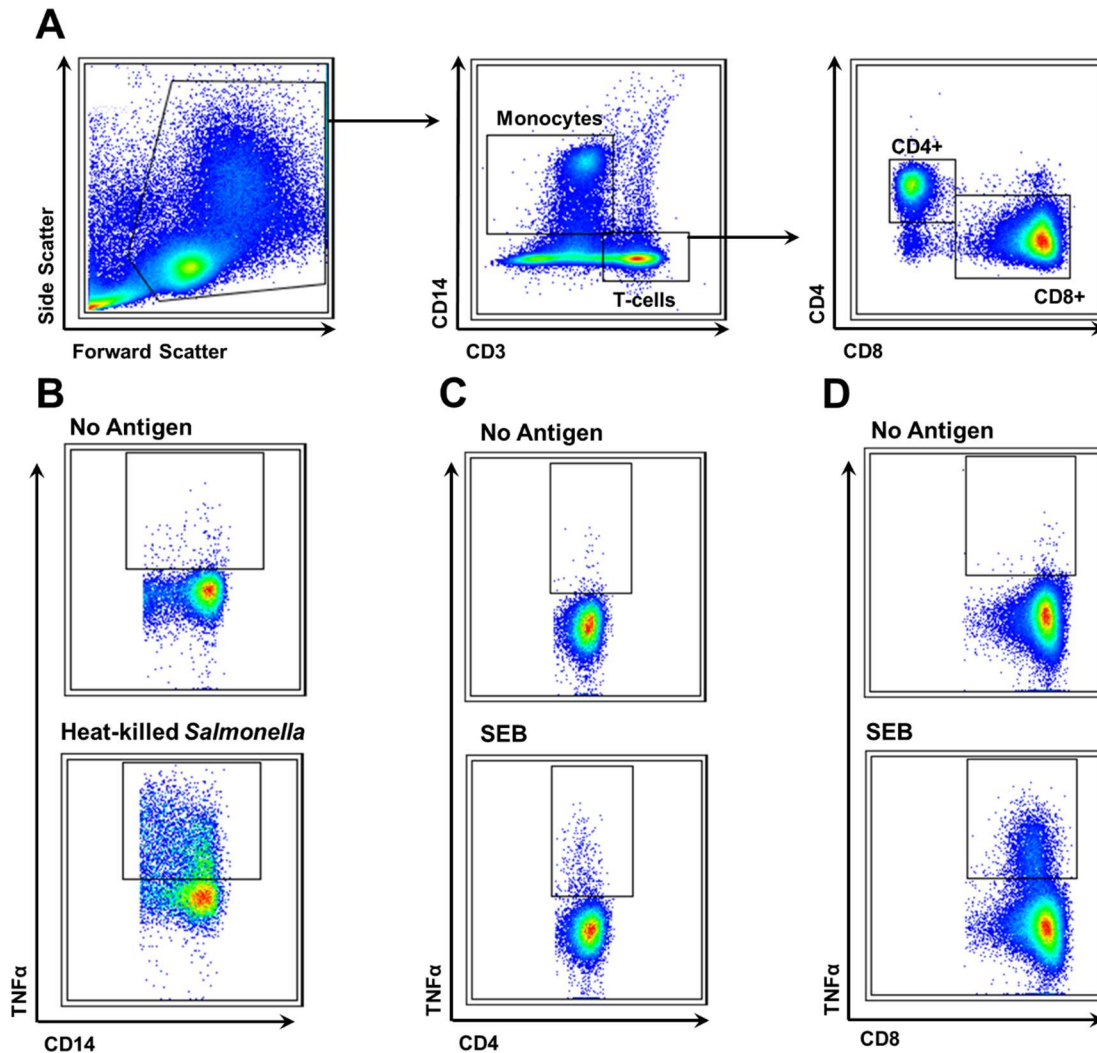 A
Side Scatter
Forward Scatter
Monocytes
T-cells
CD14
CD3
CD4+
CD8+
CD4
CD8
B
No Antigen
Heat-killed Salmonella
TNFα
CD14
C
No Antigen
SEB
TNFα
CD4
D
No Antigen
SEB
TNFα
CD8